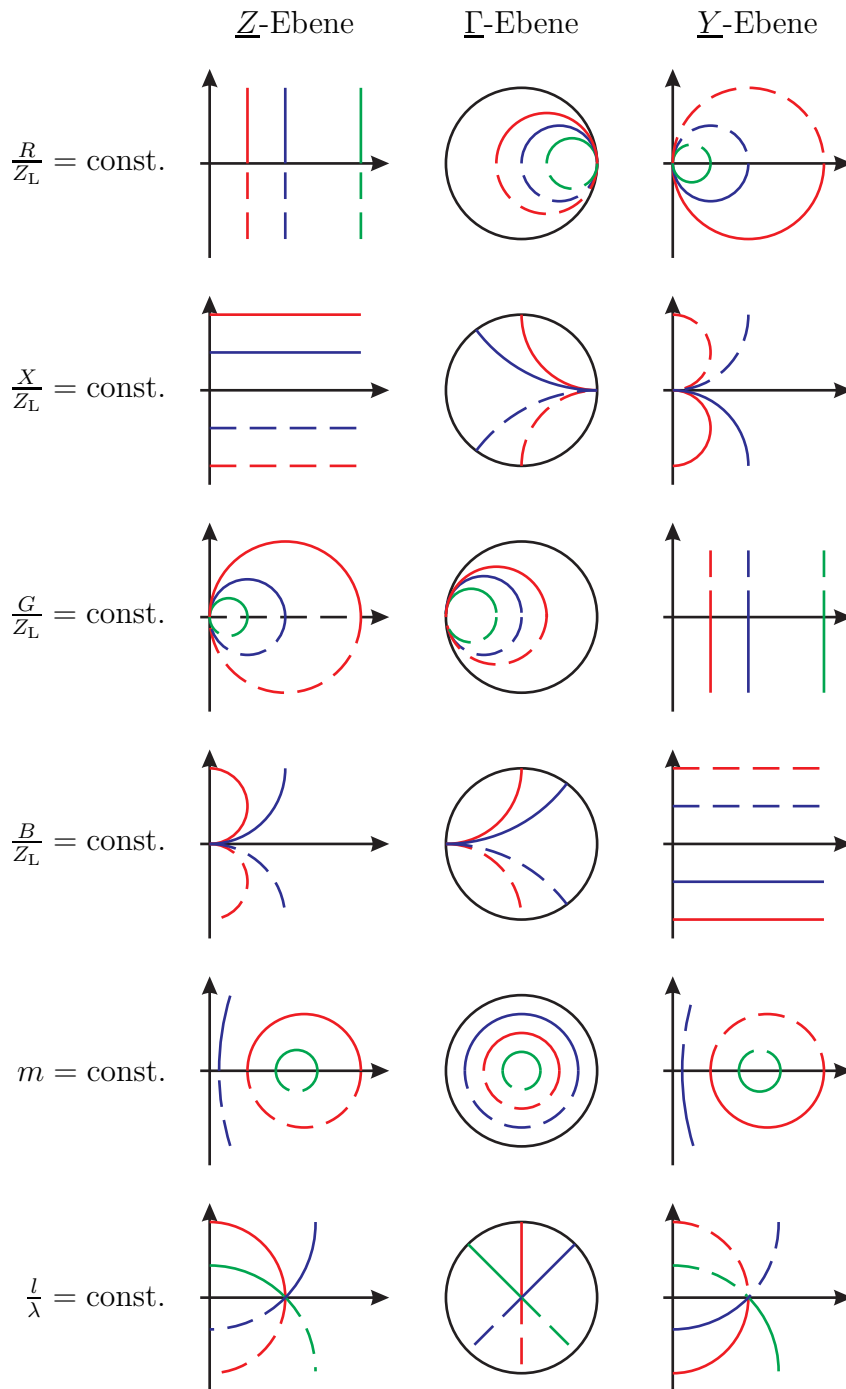 Z-Ebene Γ-Ebene Y-Ebene
R/Z_L = const.
X/Z_L = const.
G/Z_L = const.
B/Z_L = const.
m = const.
l/λ = const.